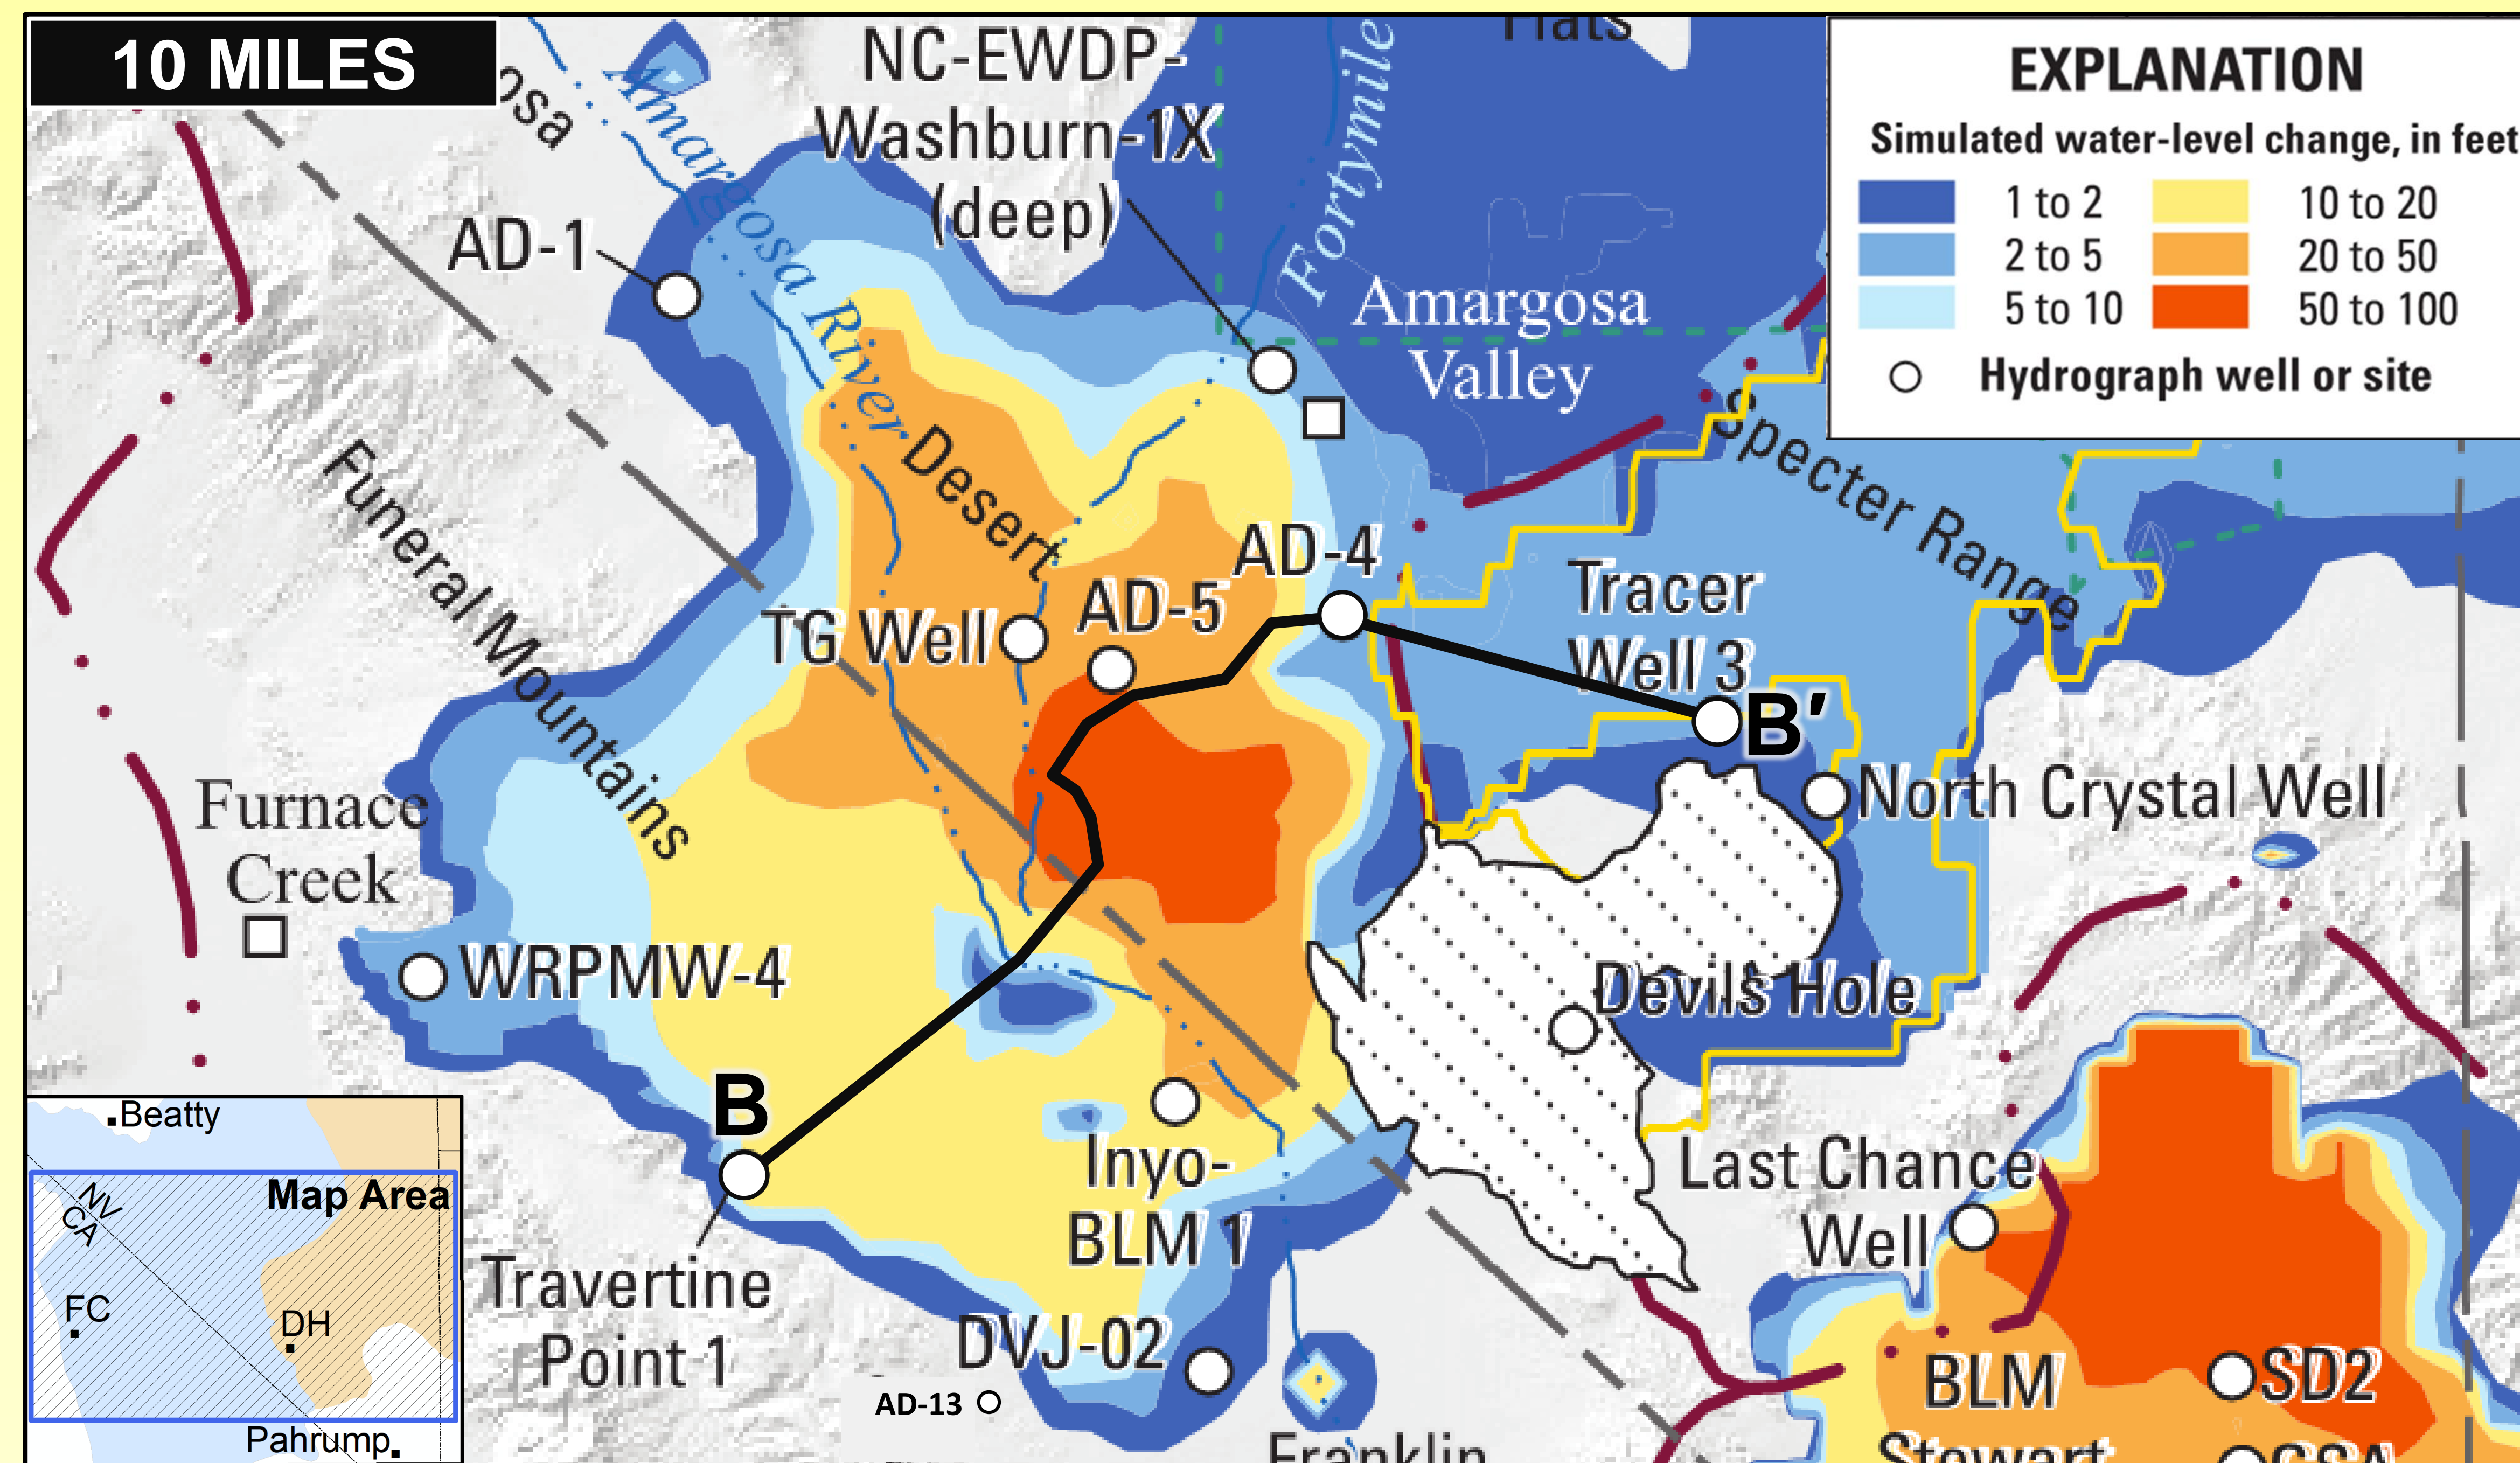 10 MILES
osa
Amargosa River
NC-EWDP-
Washburn-1X
(deep)
Fortymile
Flats
EXPLANATION
Simulated water-level change, in feet
1 to 2
10 to 20
2 to 5
20 to 50
5 to 10
50 to 100
Hydrograph well or site
AD-1
Amargosa
Valley
Specter Range
Funeral Mountains
Desert
AD-4
TG Well
AD-5
Tracer
Well 3
B'
North Crystal Well
Furnace
Creek
WRPMW-4
Devils Hole
B
Inyo-
BLM 1
Last Chance
Well
Travertine
Point 1
DVJ-02
AD-13
BLM
Stewart
SD2
Franklin
Beatty
Map Area
NV
CA
FC
DH
Pahrump